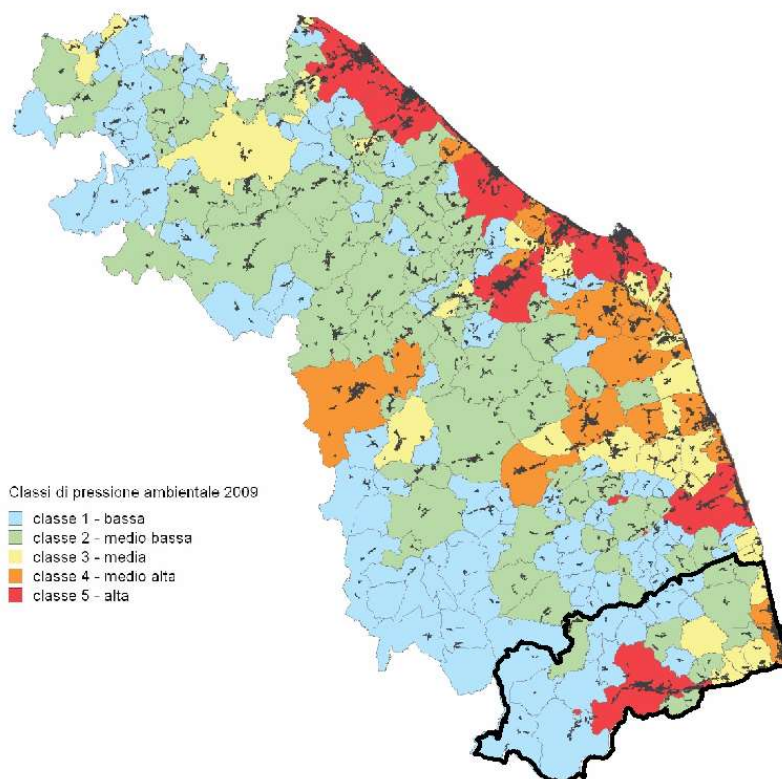 Classi di pressione ambientale 2009
classe 1 - bassa
classe 2 - medio bassa
classe 3 - media
classe 4 - medio alta
classe 5 - alta